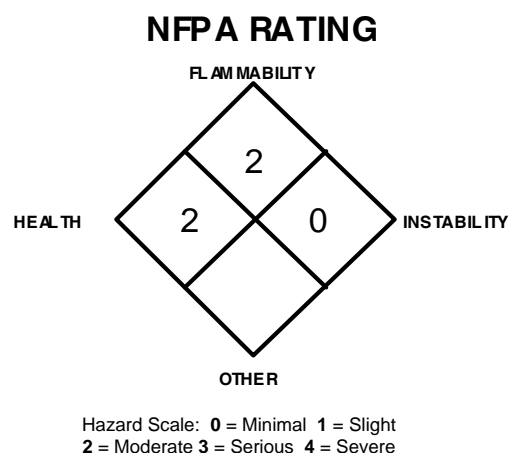 NFPA RATING
FLAMMABILITY
2
HEALTH 2 0 INSTABILITY
OTHER
Hazard Scale: 0 = Minimal 1 = Slight
2 = Moderate 3 = Serious 4 = Severe